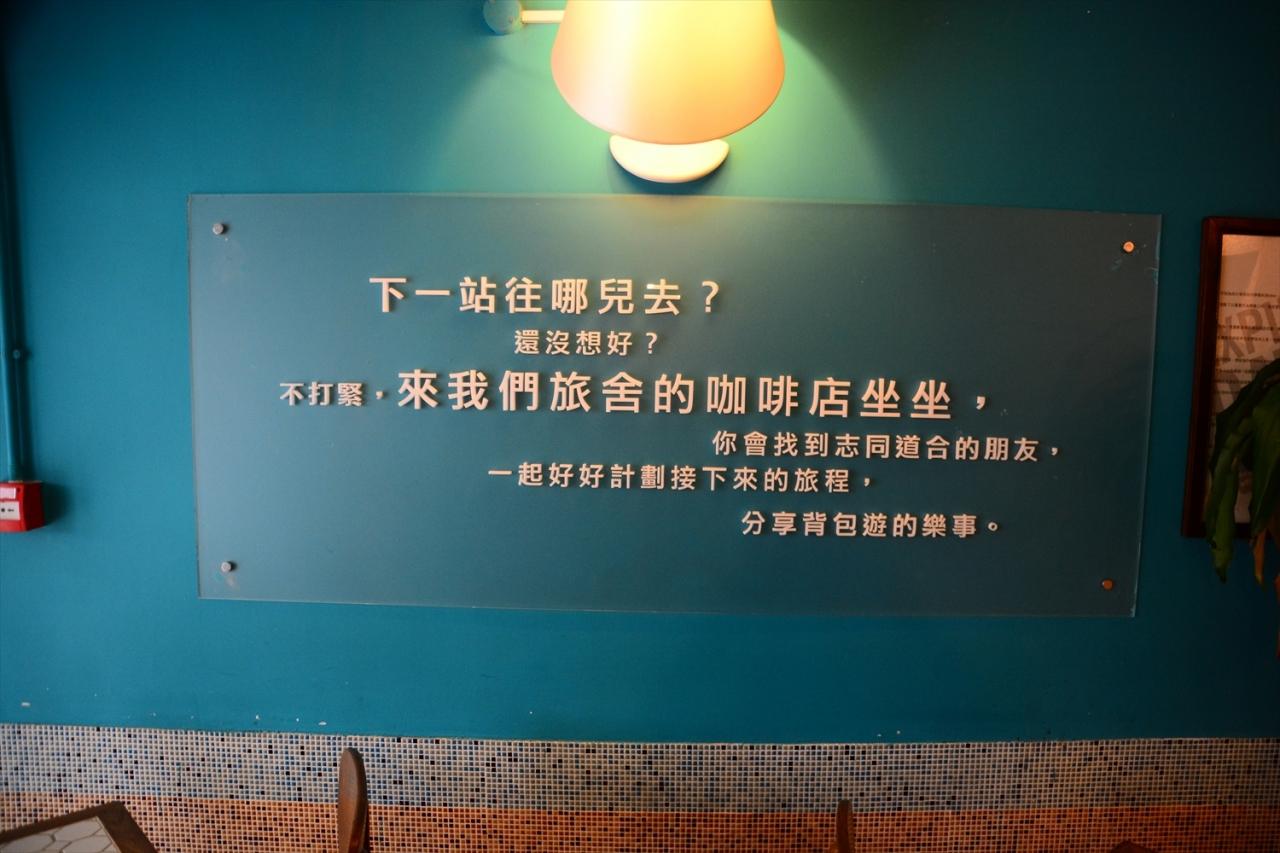 下一站往哪兒去？
還沒想好？
不打緊，來我們旅舍的咖啡店坐坐，
你會找到志同道合的朋友，
一起好好計劃接下來的旅程，
分享背包遊的樂事。